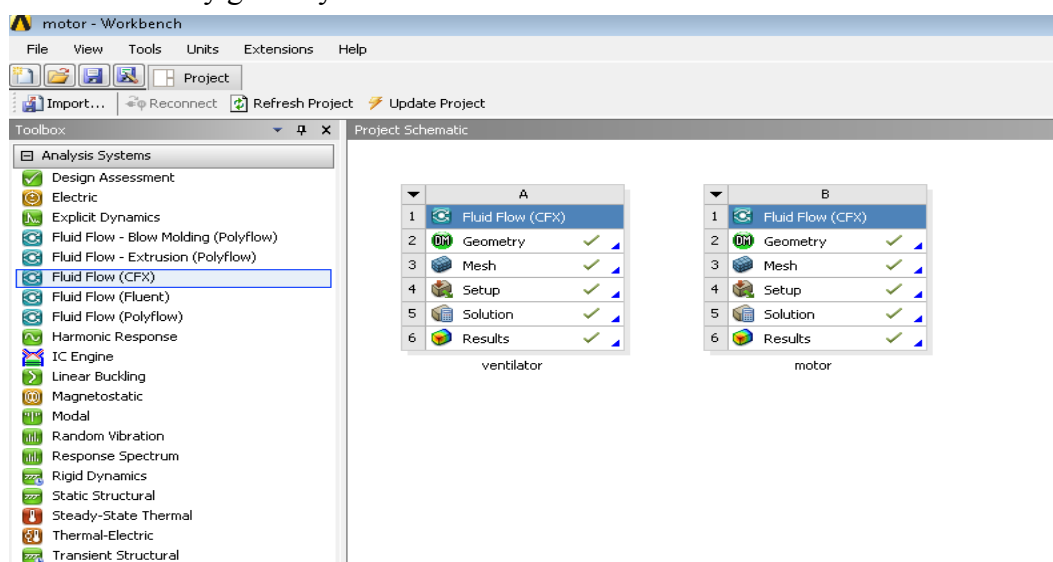 motor - Workbench
File View Tools Units Extensions Help
Project
Import... Reconnect Refresh Project Update Project
Toolbox
Project Schematic
Analysis Systems
Design Assessment
Electric
Explicit Dynamics
Fluid Flow - Blow Molding (Polyflow)
Fluid Flow - Extrusion (Polyflow)
Fluid Flow (CFX)
Fluid Flow (Fluent)
Fluid Flow (Polyflow)
Harmonic Response
IC Engine
Linear Buckling
Magnetostatic
Modal
Random Vibration
Response Spectrum
Rigid Dynamics
Static Structural
Steady-State Thermal
Thermal-Electric
Transient Structural
A
1 Fluid Flow (CFX)
2 DM Geometry
3 Mesh
4 Setup
5 Solution
6 Results
ventilator
B
1 Fluid Flow (CFX)
2 DM Geometry
3 Mesh
4 Setup
5 Solution
6 Results
motor